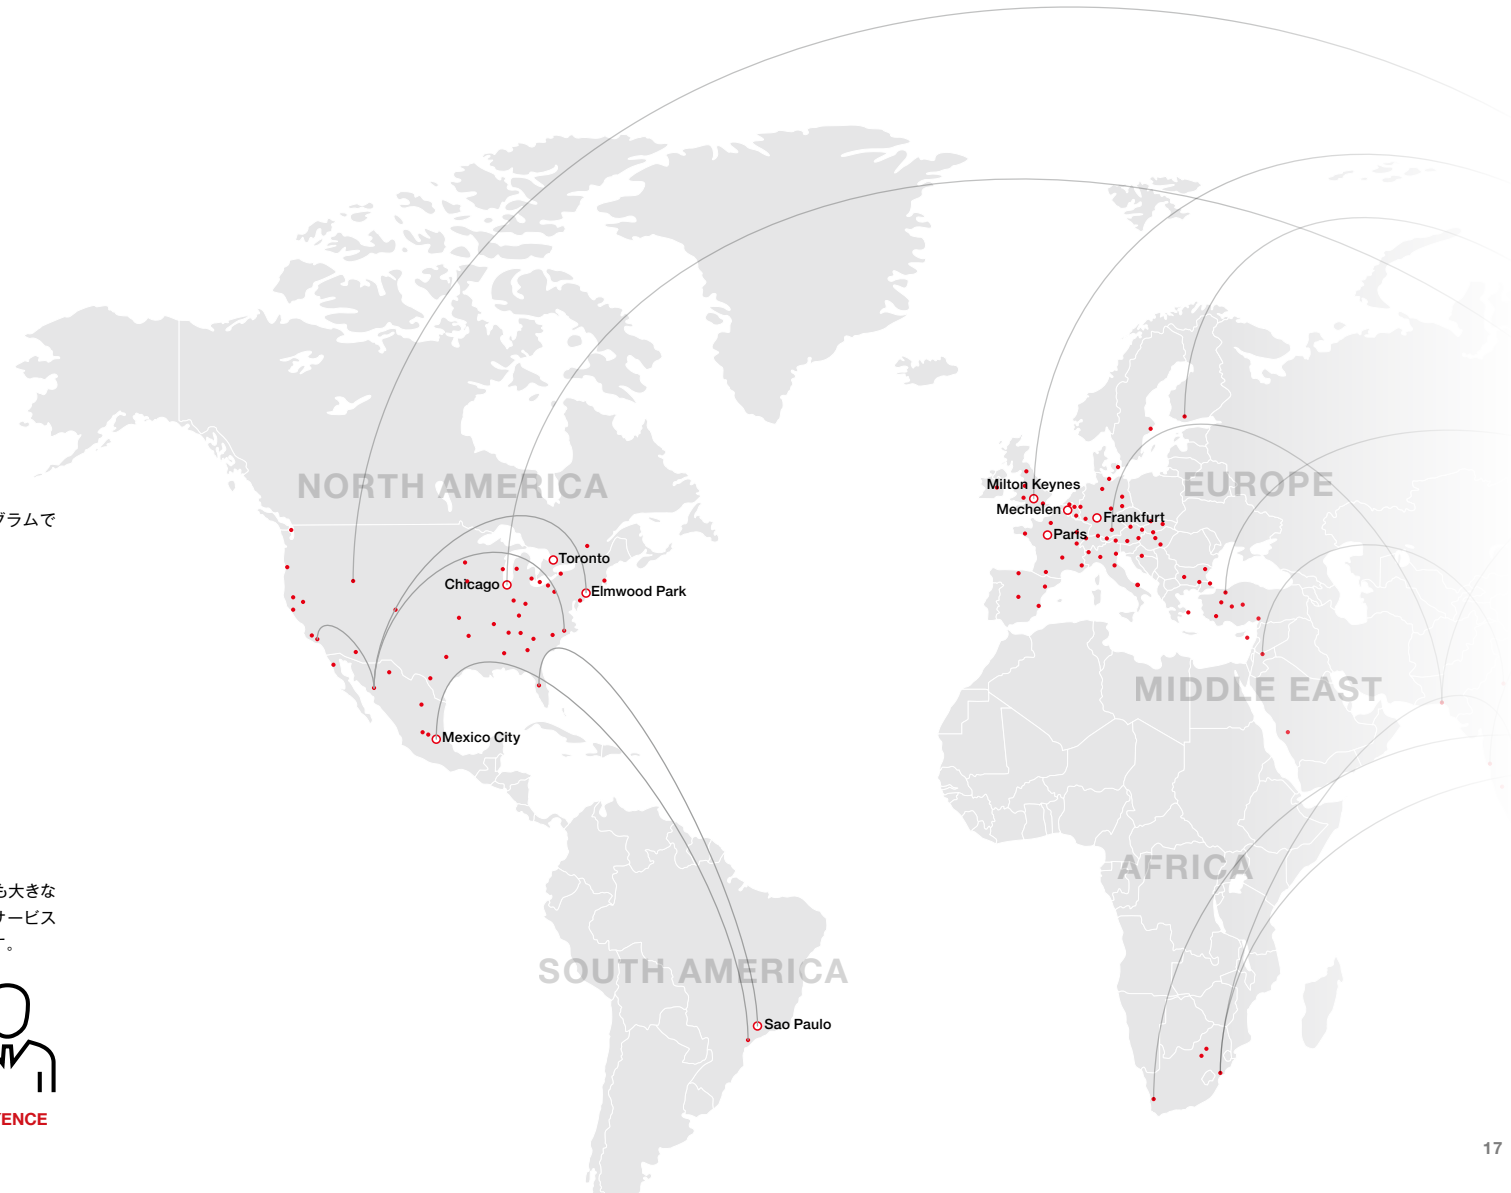 NORTH AMERICA
EUROPE
Milton Keynes
Mechelen
Frankfurt
Paris
グラムで
Toronto
Chicago
Elmwood Park
MIDDLE EAST
Mexico City
AFRICA
も大きな
サービス
す。
SOUTH AMERICA
Sao Paulo
ENCE
17